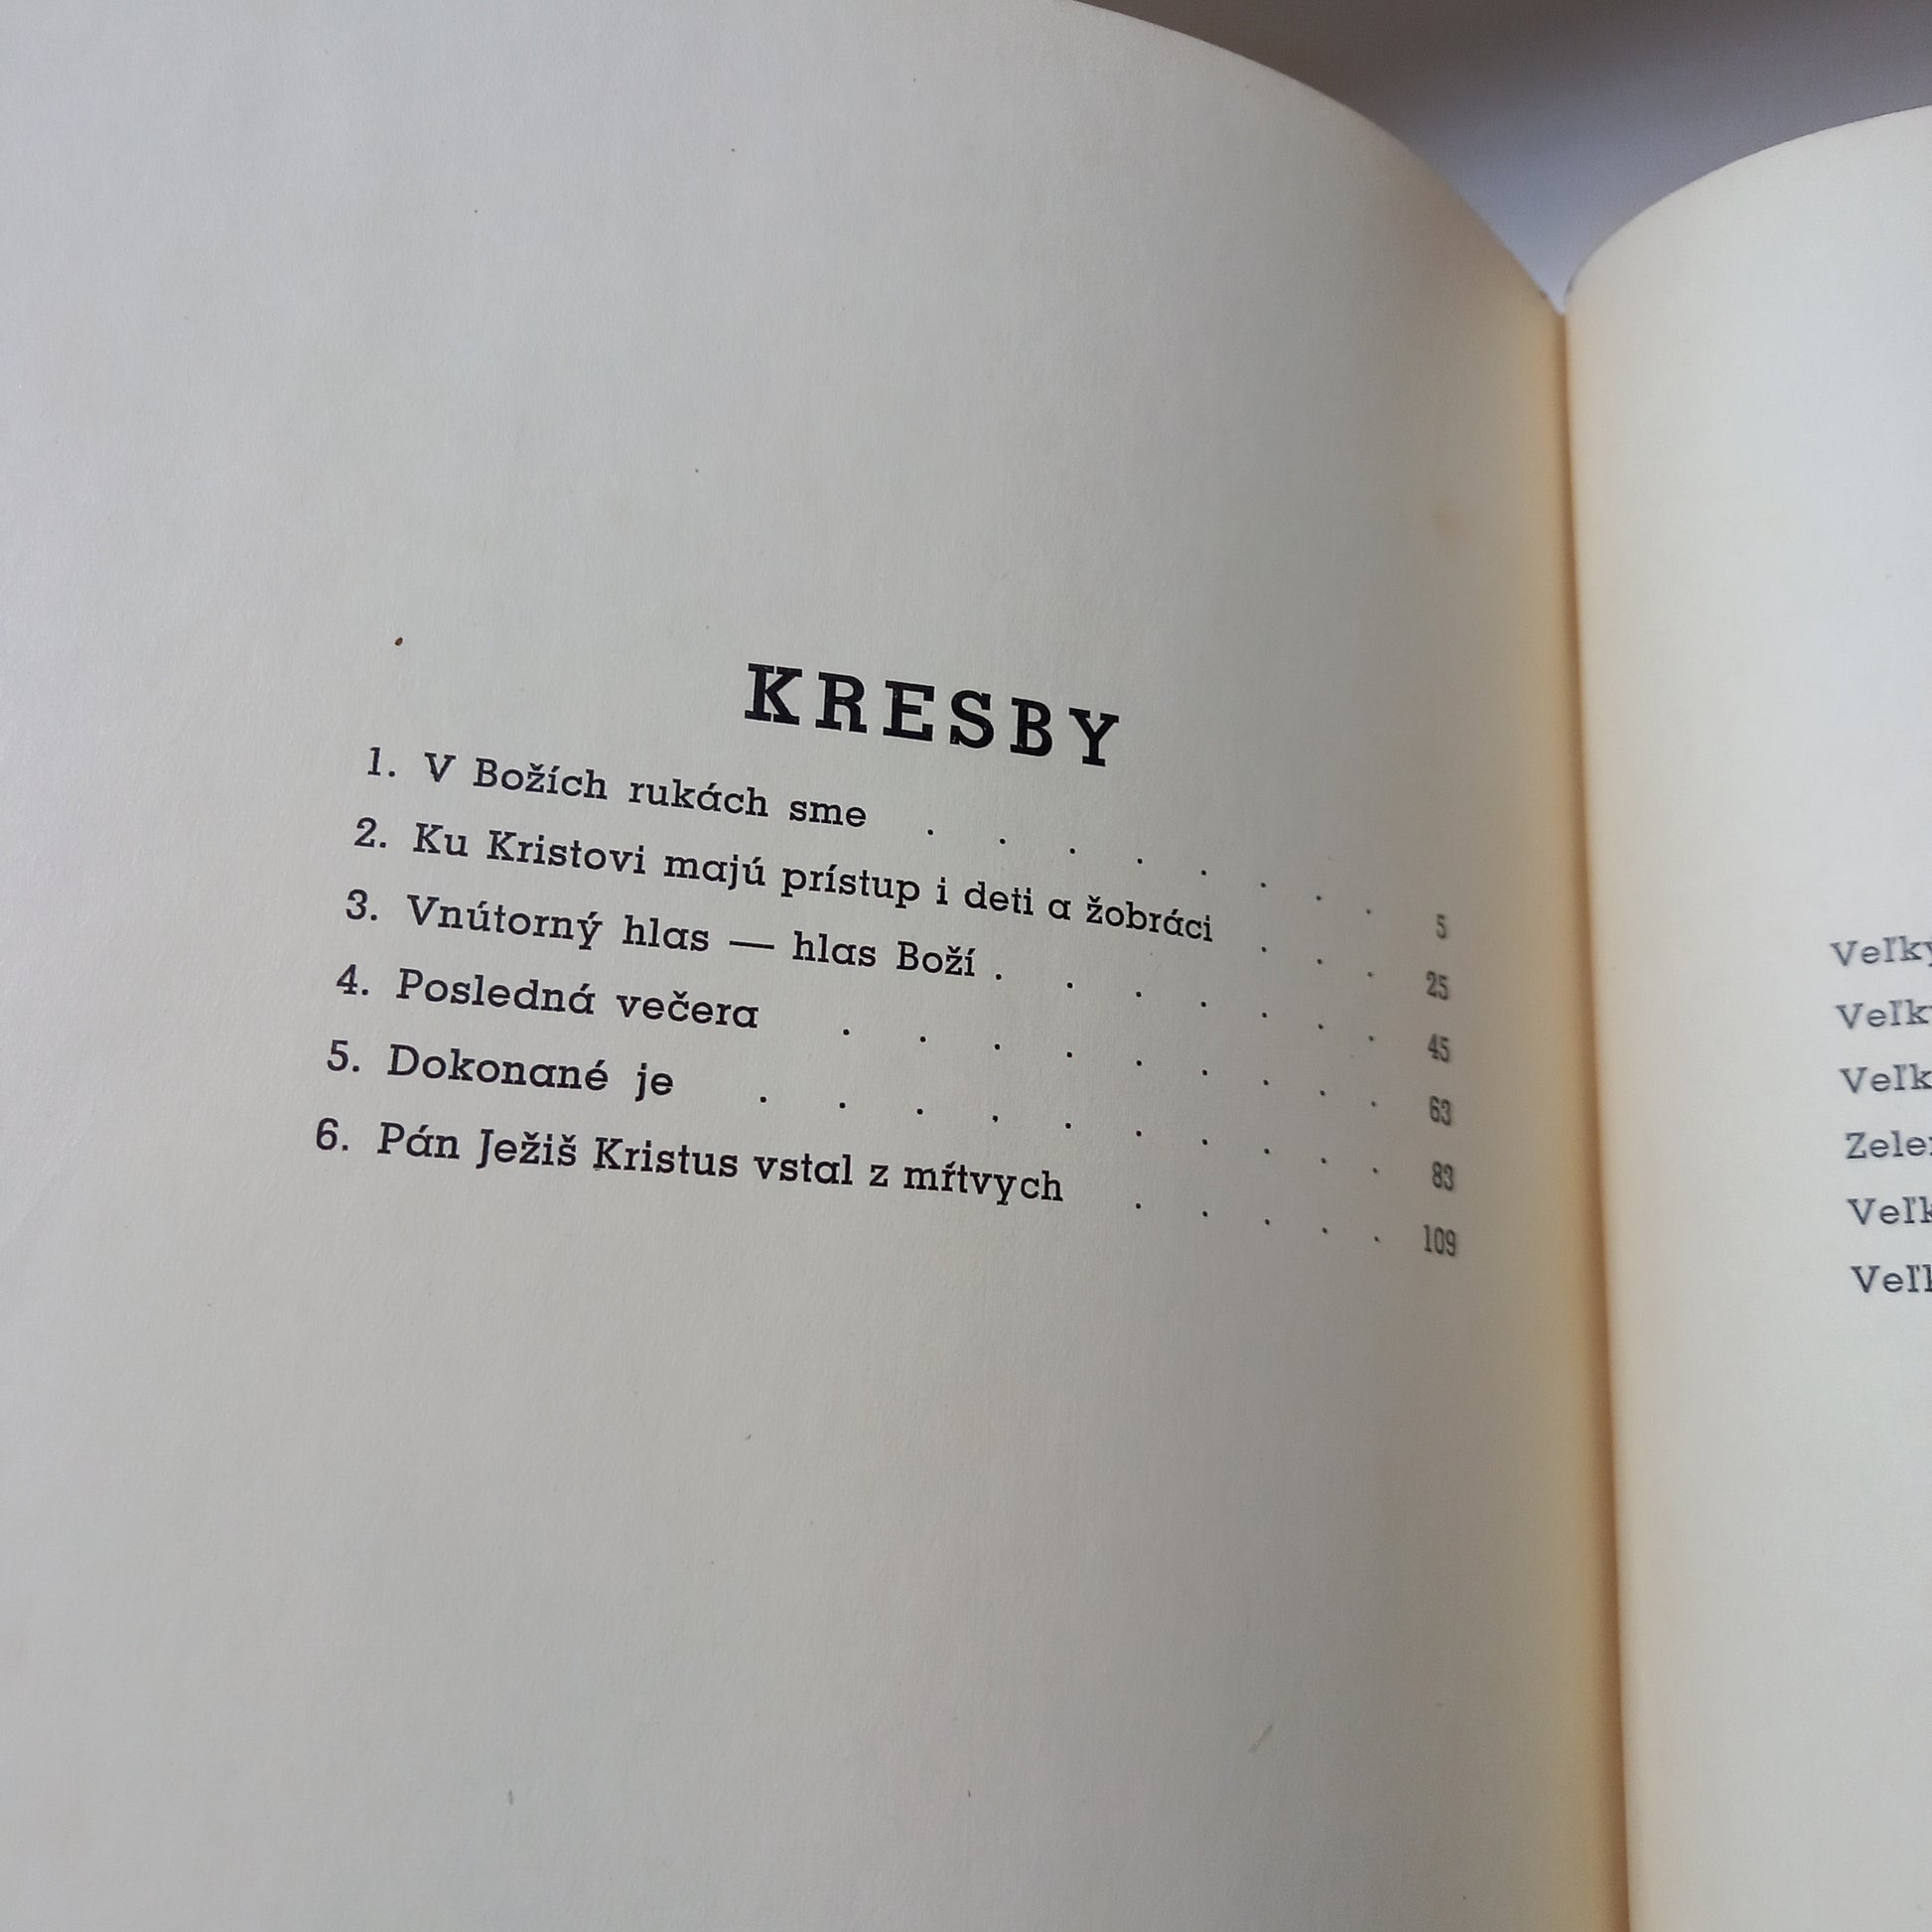 KRESBY
1. V Božích rukách sme . . . . . . . . 5
2. Ku Kristovi majú prístup i deti a žobráci . . . 25
3. Vnútorný hlas — hlas Boží . . . . . . . 45
4. Posledná večera . . . . . . . . 63
5. Dokonané je . . . . . . . . . 83
6. Pán Ježiš Kristus vstal z mŕtvych . . . . . 109